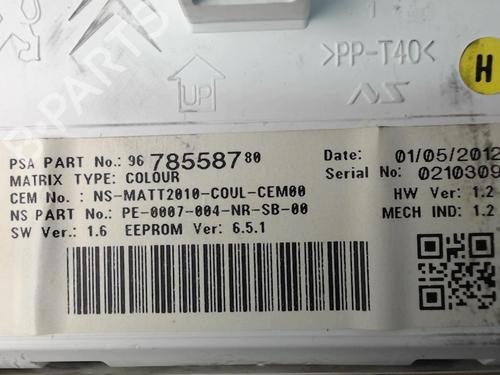 >PP-T40<
UP
H
PSA PART No.: 96 785587 80
Date: 01/05/2012
MATRIX TYPE: COLOUR
Serial No: 0210309
CEM No.: NS-MATT2010-COUL-CEM00
HW Ver.: 1.2
NS PART No.: PE-0007-004-NR-SB-00
MECH IND: 1.2
SW Ver.: 1.6 EEPROM Ver: 6.5.1